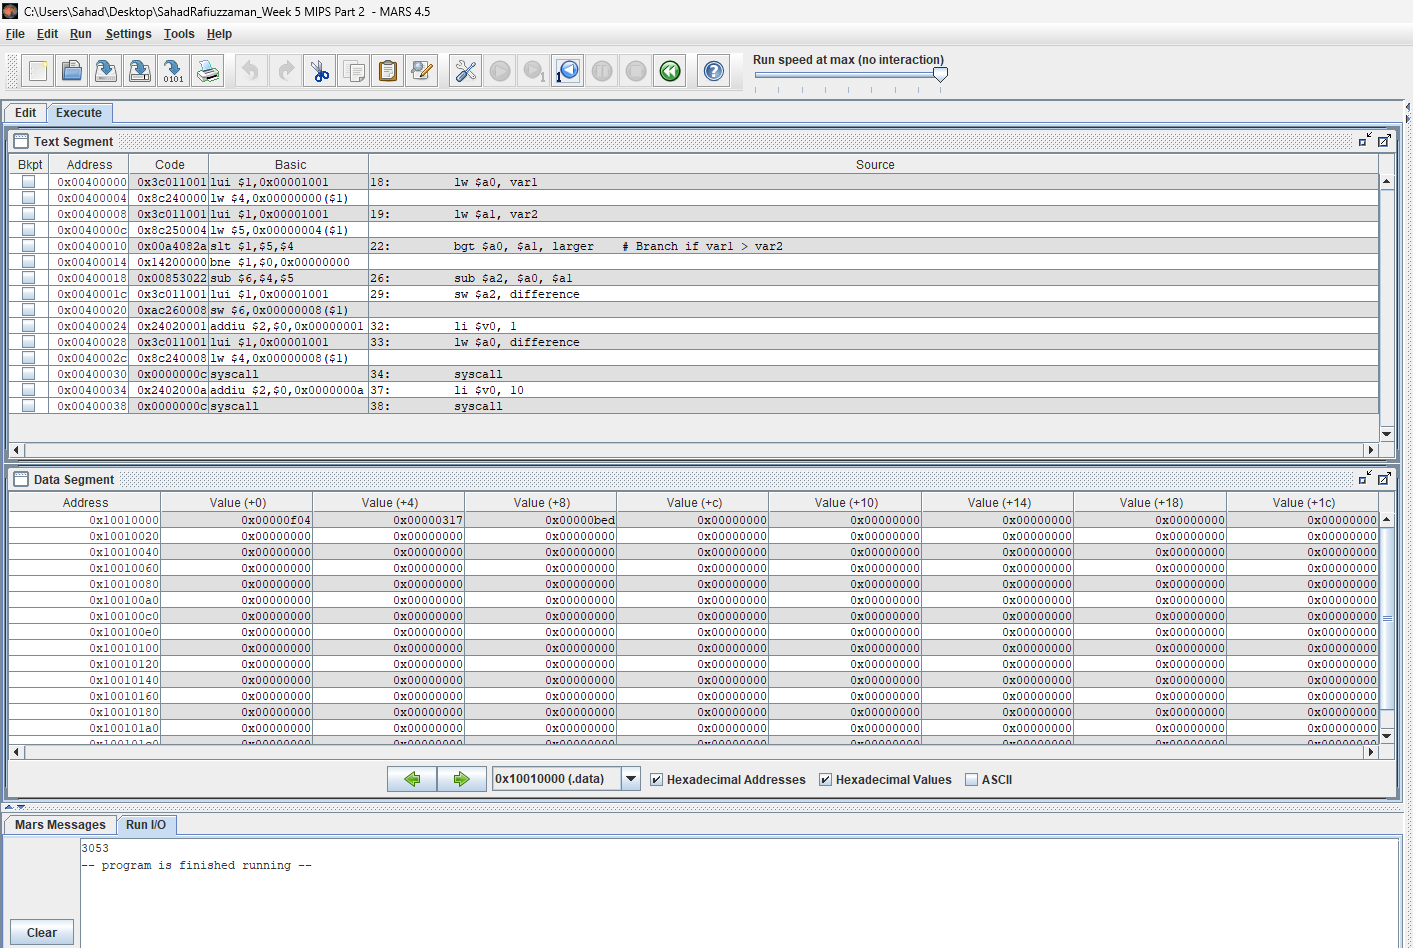 C:\Users\Sahad\Desktop\SahadRafiuzzaman_Week 5 MIPS Part 2 - MARS 4.5
File Edit Run Settings Tools Help
Run speed at max (no interaction)
Edit Execute
Text Segment
Bkpt Address Code Basic Source
0x00400000 0x3c011001 lui $1,0x00001001 18: lw $a0, var1
0x00400004 0x8c240000 lw $4,0x00000000($1)
0x00400008 0x3c011001 lui $1,0x00001001 19: lw $a1, var2
0x0040000c 0x8c250004 lw $5,0x00000004($1)
0x00400010 0x00a4082a slt $1,$5,$4 22: bgt $a0, $a1, larger # Branch if var1 > var2
0x00400014 0x14200000 bne $1,$0,0x00000000
0x00400018 0x00853022 sub $6,$4,$5 26: sub $a2, $a0, $a1
0x0040001c 0x3c011001 lui $1,0x00001001 29: sw $a2, difference
0x00400020 0xac260008 sw $6,0x00000008($1)
0x00400024 0x24020001 addiu $2,$0,0x00000001 32: li $v0, 1
0x00400028 0x3c011001 lui $1,0x00001001 33: lw $a0, difference
0x0040002c 0x8c240008 lw $4,0x00000008($1)
0x00400030 0x0000000c syscall 34: syscall
0x00400034 0x2402000a addiu $2,$0,0x0000000a 37: li $v0, 10
0x00400038 0x0000000c syscall 38: syscall
Data Segment
Address Value (+0) Value (+4) Value (+8) Value (+c) Value (+10) Value (+14) Value (+18) Value (+1c)
0x10010000 0x00000f04 0x00000317 0x00000bed 0x00000000 0x00000000 0x00000000 0x00000000 0x00000000
0x10010020 0x00000000 0x00000000 0x00000000 0x00000000 0x00000000 0x00000000 0x00000000 0x00000000
0x10010040 0x00000000 0x00000000 0x00000000 0x00000000 0x00000000 0x00000000 0x00000000 0x00000000
0x10010060 0x00000000 0x00000000 0x00000000 0x00000000 0x00000000 0x00000000 0x00000000 0x00000000
0x10010080 0x00000000 0x00000000 0x00000000 0x00000000 0x00000000 0x00000000 0x00000000 0x00000000
0x100100a0 0x00000000 0x00000000 0x00000000 0x00000000 0x00000000 0x00000000 0x00000000 0x00000000
0x100100c0 0x00000000 0x00000000 0x00000000 0x00000000 0x00000000 0x00000000 0x00000000 0x00000000
0x100100e0 0x00000000 0x00000000 0x00000000 0x00000000 0x00000000 0x00000000 0x00000000 0x00000000
0x10010100 0x00000000 0x00000000 0x00000000 0x00000000 0x00000000 0x00000000 0x00000000 0x00000000
0x10010120 0x00000000 0x00000000 0x00000000 0x00000000 0x00000000 0x00000000 0x00000000 0x00000000
0x10010140 0x00000000 0x00000000 0x00000000 0x00000000 0x00000000 0x00000000 0x00000000 0x00000000
0x10010160 0x00000000 0x00000000 0x00000000 0x00000000 0x00000000 0x00000000 0x00000000 0x00000000
0x10010180 0x00000000 0x00000000 0x00000000 0x00000000 0x00000000 0x00000000 0x00000000 0x00000000
0x100101a0 0x00000000 0x00000000 0x00000000 0x00000000 0x00000000 0x00000000 0x00000000 0x00000000
0x100101c0 0x00000000 0x00000000 0x00000000 0x00000000 0x00000000 0x00000000 0x00000000 0x00000000
0x10010000 (.data) Hexadecimal Addresses Hexadecimal Values ASCII
Mars Messages Run I/O
3053
-- program is finished running --
Clear